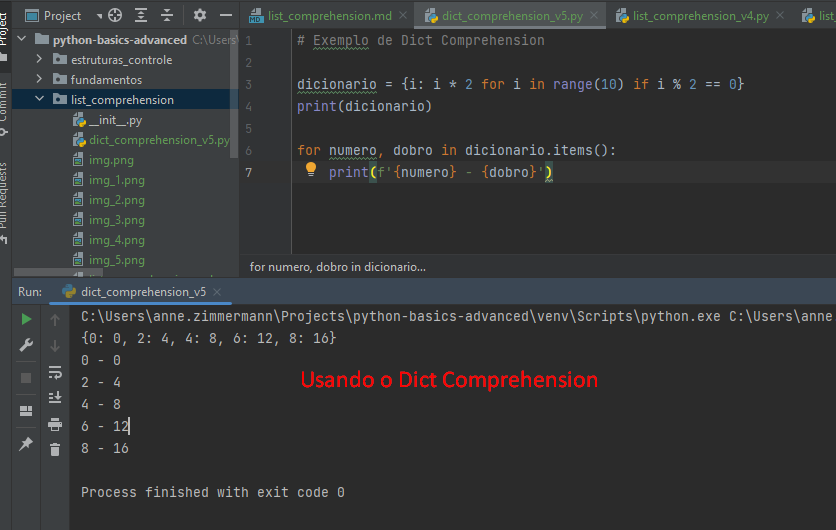 Project
list_comprehension.md
dict_comprehension_v5.py
list_comprehension_v4.py
list_
Project
Commit
Pull Requests
python-basics-advanced C:\Users
estruturas_controle
fundamentos
list_comprehension
__init__.py
dict_comprehension_v5.py
img.png
img_1.png
img_2.png
img_3.png
img_4.png
img_5.png
1 # Exemplo de Dict Comprehension
2
3 dicionario = {i: i * 2 for i in range(10) if i % 2 == 0}
4 print(dicionario)
5
6 for numero, dobro in dicionario.items():
7 print(f'{numero} - {dobro}')
for numero, dobro in dicionario...
Run: dict_comprehension_v5
C:\Users\anne.zimmermann\Projects\python-basics-advanced\venv\Scripts\python.exe C:\Users\anne
{0: 0, 2: 4, 4: 8, 6: 12, 8: 16}
0 - 0
2 - 4
4 - 8
6 - 12
8 - 16
Usando o Dict Comprehension
Process finished with exit code 0